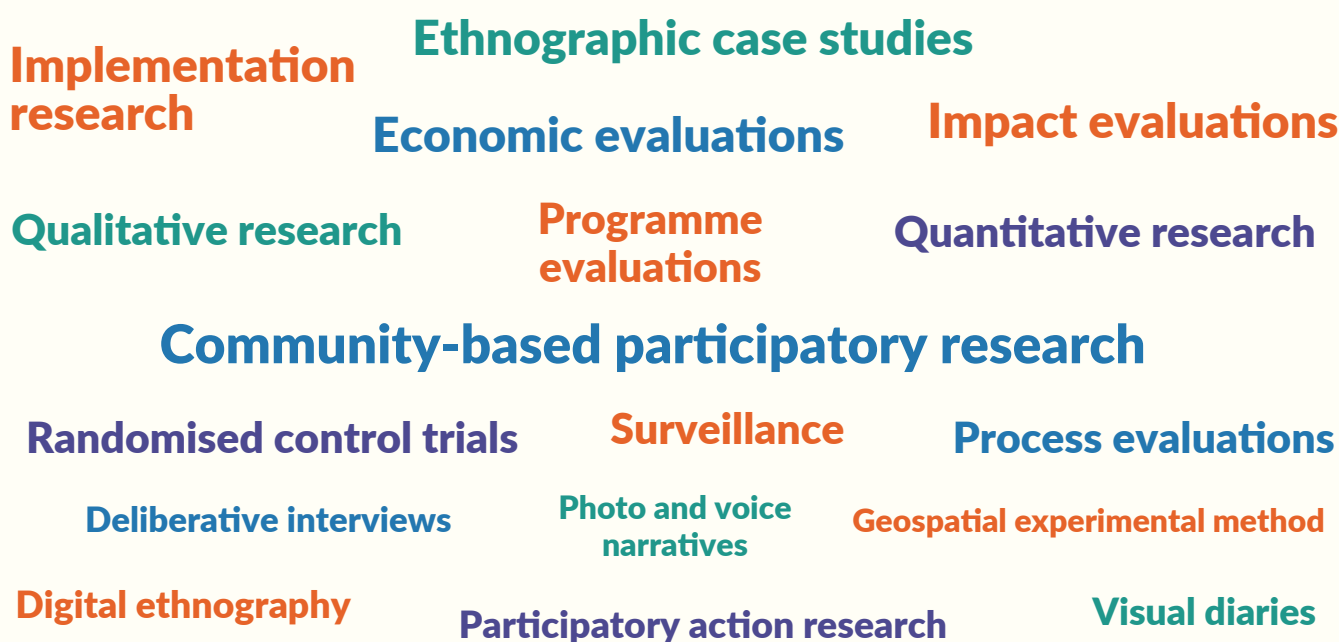 Ethnographic case studies
Implementation
research
Economic evaluations
Impact evaluations
Qualitative research
Programme
evaluations
Quantitative research
Community-based participatory research
Randomised control trials
Surveillance
Process evaluations
Deliberative interviews
Photo and voice
narratives
Geospatial experimental method
Digital ethnography
Participatory action research
Visual diaries